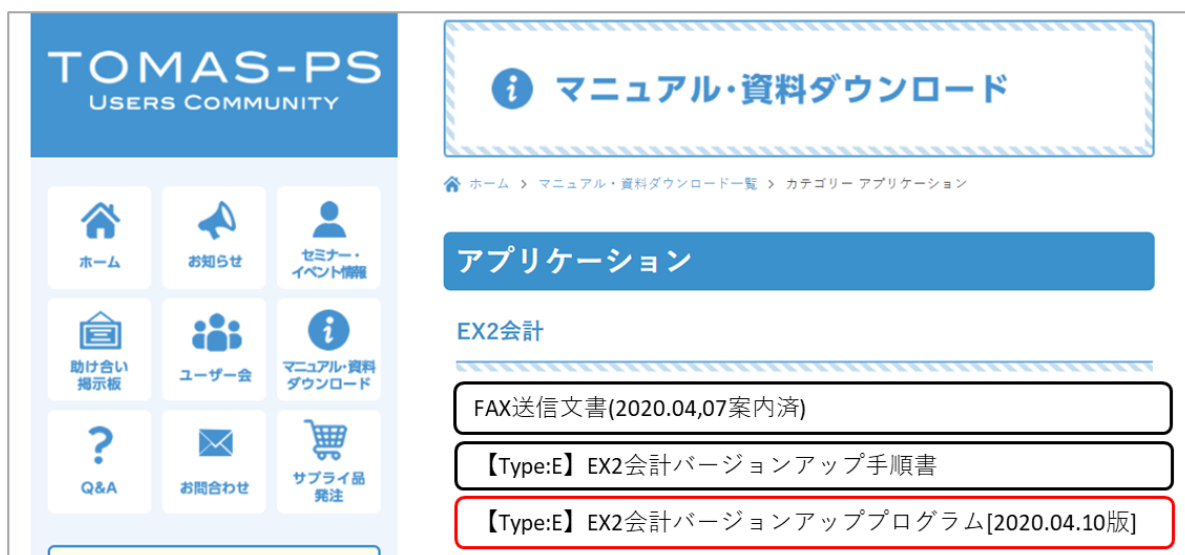 TOMAS-PS
USERS COMMUNITY
ホーム
お知らせ
セミナー・
イベント情報
助け合い
掲示板
ユーザー会
マニュアル・資料
ダウンロード
Q&A
お問合わせ
サプライ品
発注
マニュアル・資料ダウンロード
ホーム > マニュアル・資料ダウンロード一覧 > カテゴリー アプリケーション
アプリケーション
EX2会計
FAX送信文書(2020.04,07案内済)
【Type:E】EX2会計バージョンアップ手順書
【Type:E】EX2会計バージョンアッププログラム[2020.04.10版]